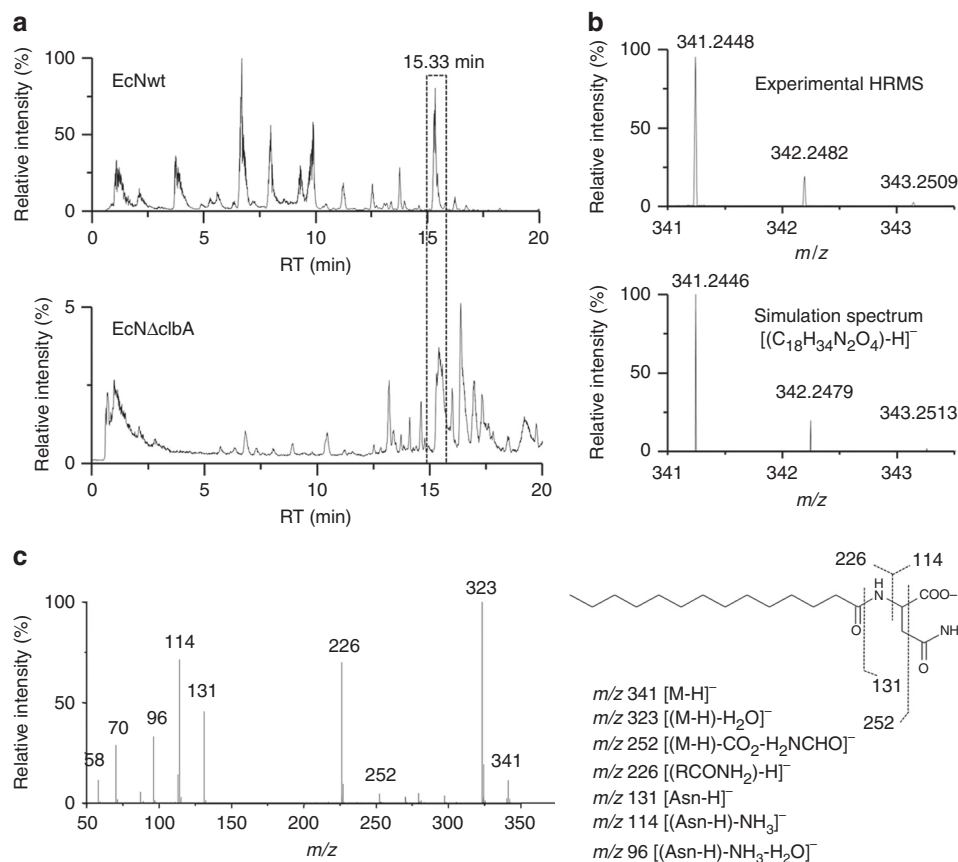 a
EcNwt
15.33 min
Relative intensity (%)
100
50
0
0
5
10
15
20
RT (min)
EcNΔclbA
Relative intensity (%)
5
0
0
5
10
15
20
RT (min)
b
341.2448
Experimental HRMS
342.2482
343.2509
Relative intensity (%)
100
50
0
341
342
343
m/z
341.2446
Simulation spectrum
[(C18H34N2O4)-H]−
342.2479
343.2513
Relative intensity (%)
100
50
0
341
342
343
m/z
c
Relative intensity (%)
100
50
0
58
70
96
114
131
226
252
323
341
50
100
150
200
250
300
350
m/z
226
114
H
N
COO–
O
NH
O
131
252
m/z 341 [M-H]−
m/z 323 [(M-H)-H2O]−
m/z 252 [(M-H)-CO2-H2NCHO]−
m/z 226 [(RCONH2)-H]−
m/z 131 [Asn-H]−
m/z 114 [(Asn-H)-NH3]−
m/z 96 [(Asn-H)-NH3-H2O]−